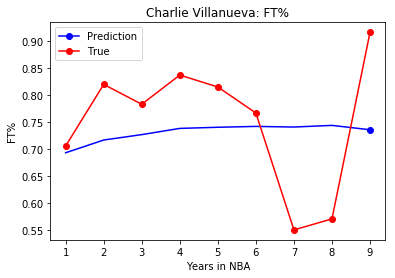 Charlie Villanueva: FT%
Prediction
True
FT%
0.90
0.85
0.80
0.75
0.70
0.65
0.60
0.55
1 2 3 4 5 6 7 8 9
Years in NBA